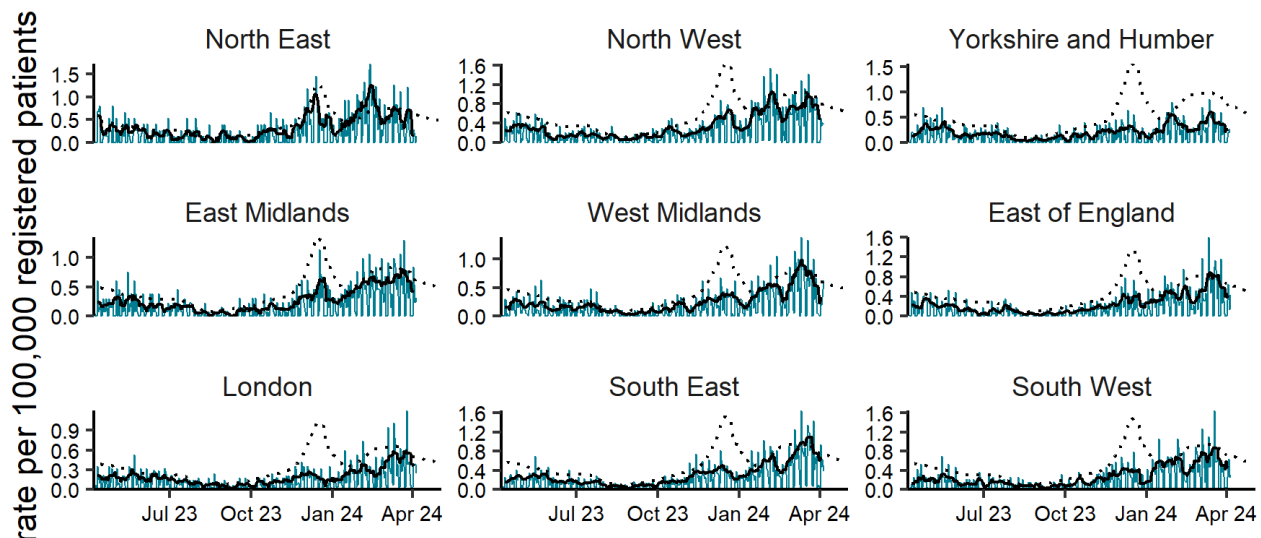 rate per 100,000 registered patients
North East
North West
Yorkshire and Humber
1.5
1.0
0.5
0.0
1.6
1.2
0.8
0.4
0.0
1.5
1.0
0.5
0.0
East Midlands
West Midlands
East of England
1.0
0.5
0.0
1.0
0.5
0.0
1.6
1.2
0.8
0.4
0.0
London
South East
South West
0.9
0.6
0.3
0.0
1.6
1.2
0.8
0.4
0.0
1.6
1.2
0.8
0.4
0.0
Jul 23 Oct 23 Jan 24 Apr 24
Jul 23 Oct 23 Jan 24 Apr 24
Jul 23 Oct 23 Jan 24 Apr 24